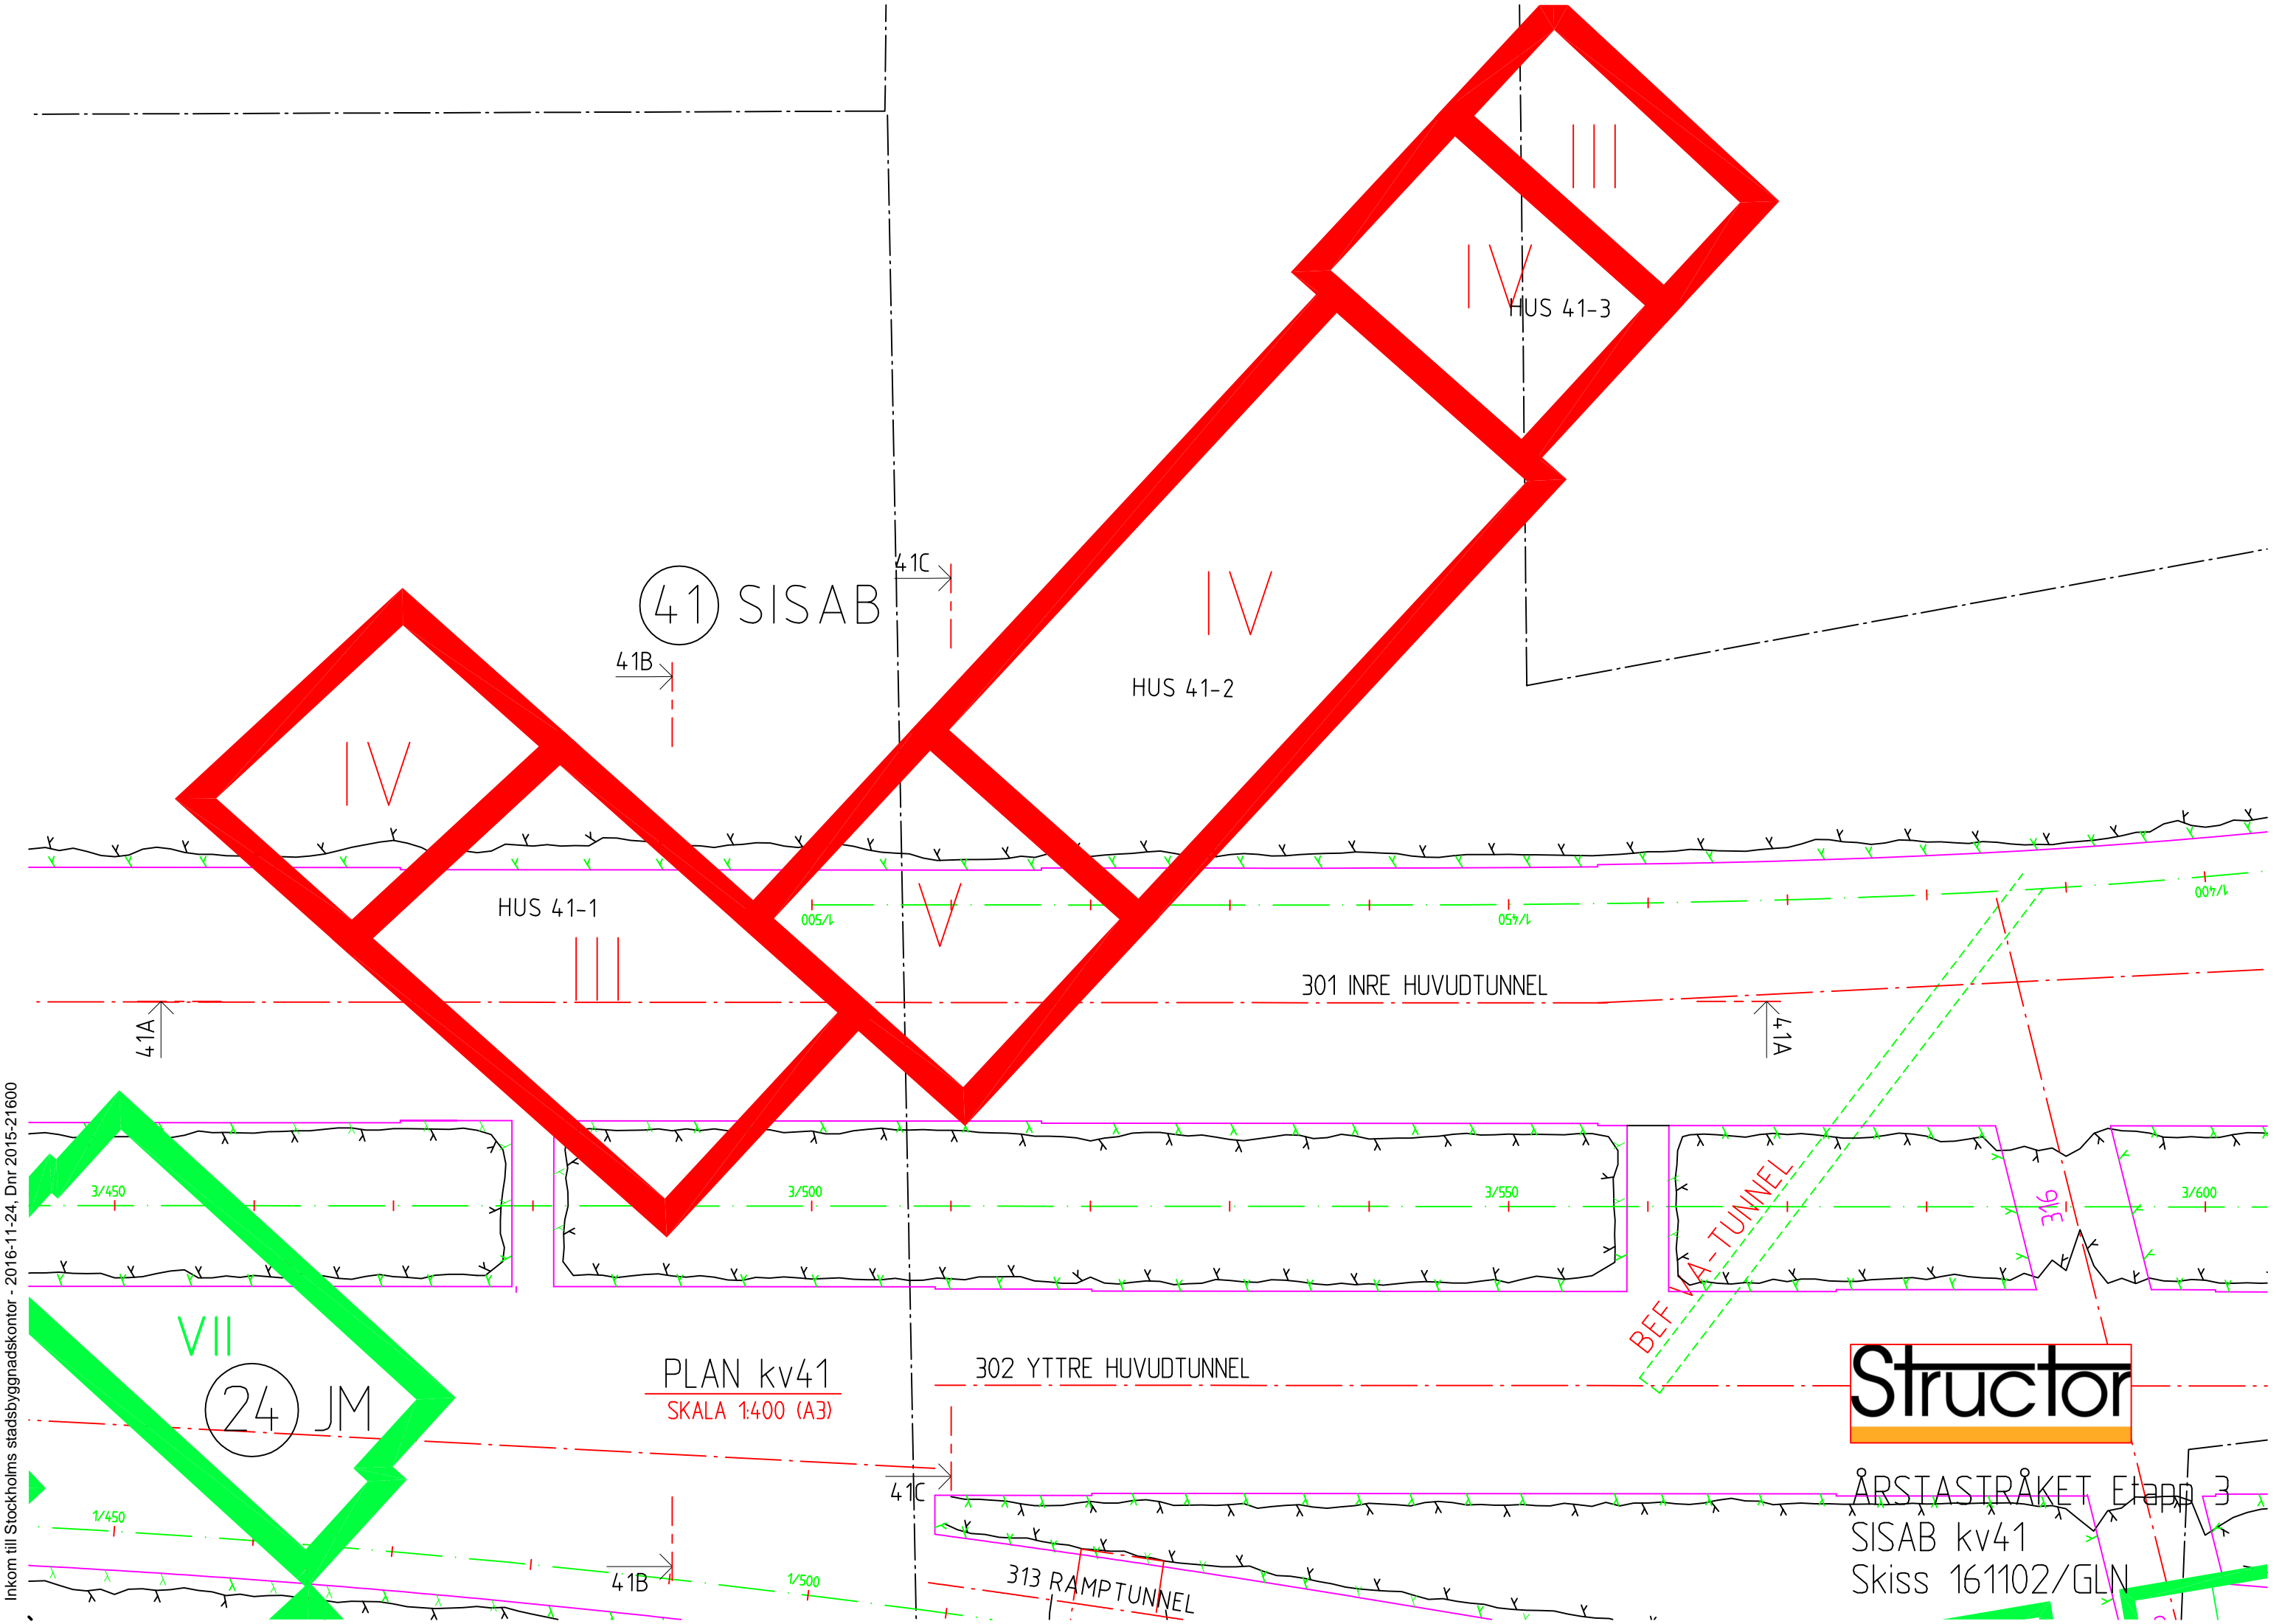 III
IV
HUS 41-3
41C
41 SISAB
IV
41B
HUS 41-2
IV
HUS 41-1
V
III
1/500
1/450
1/400
301 INRE HUVUDTUNNEL
41A
41A
3/450
3/500
3/550
3/600
316
BEF VA-TUNNEL
VII
24 JM
PLAN kv41
SKALA 1:400 (A3)
302 YTTRE HUVUDTUNNEL
Structor
41C
ÅRSTASTRÅKET Etapp 3
SISAB kv41
Skiss 161102/GLN
1/450
41B
1/500
313 RAMPTUNNEL
Inkom till Stockholms stadsbyggnadskontor - 2016-11-24, Dnr 2015-21600